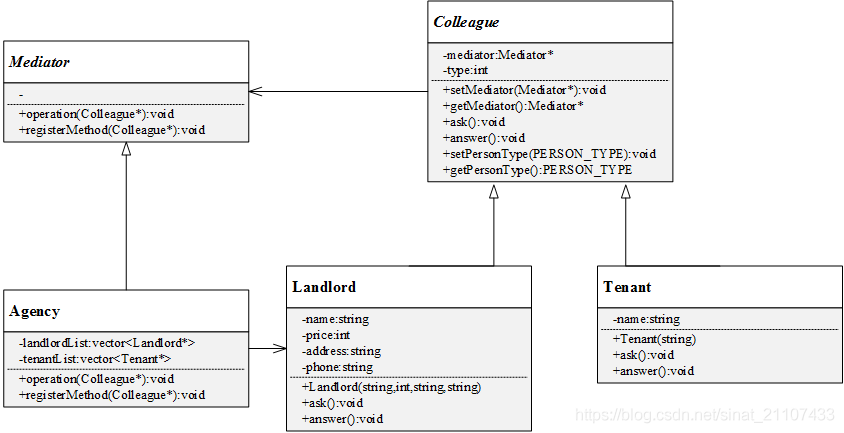 Mediator
-
+operation(Colleague*):void
+registerMethod(Colleague*):void
Colleague
-mediator:Mediator*
-type:int
+setMediator(Mediator*):void
+getMediator():Mediator*
+ask():void
+answer():void
+setPersonType(PERSON_TYPE):void
+getPersonType():PERSON_TYPE
Agency
-landlordList:vector<Landlord*>
-tenantList:vector<Tenant*>
+operation(Colleague*):void
+registerMethod(Colleague*):void
Landlord
-name:string
-price:int
-address:string
-phone:string
+Landlord(string,int,string,string)
+ask():void
+answer():void
Tenant
-name:string
+Tenant(string)
+ask():void
+answer():void
https://blog.csdn.net/sinat_21107433